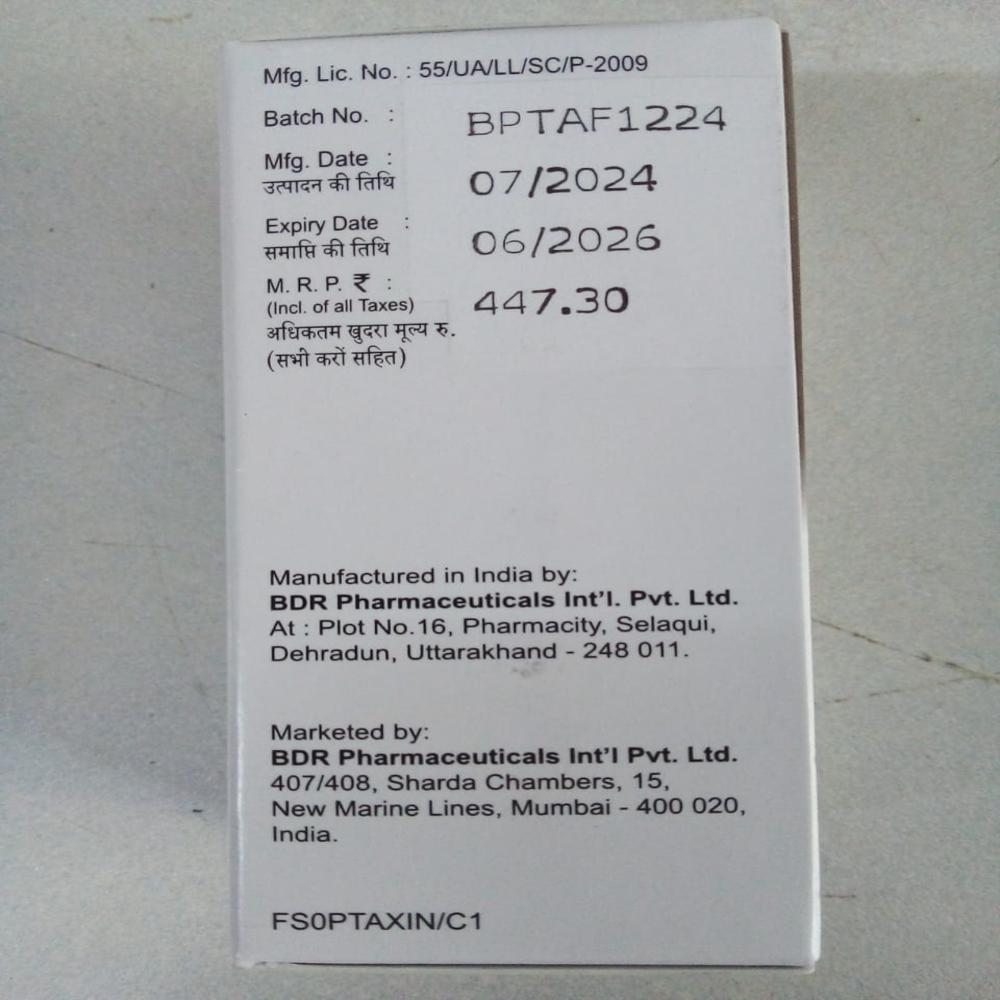 Mfg. Lic. No. : 55/UA/LL/SC/P-2009
Batch No. : BPTAF1224
Mfg. Date : 07/2024
उत्पादन की तिथि
Expiry Date : 06/2026
समाप्ति की तिथि
M. R. P. ₹ : 447.30
(Incl. of all Taxes)
अधिकतम खुदरा मूल्य रु.
(सभी करों सहित)
Manufactured in India by:
BDR Pharmaceuticals Int'l. Pvt. Ltd.
At : Plot No.16, Pharmacity, Selaqui,
Dehradun, Uttarakhand - 248 011.
Marketed by:
BDR Pharmaceuticals Int'l Pvt. Ltd.
407/408, Sharda Chambers, 15,
New Marine Lines, Mumbai - 400 020,
India.
FS0PTAXIN/C1